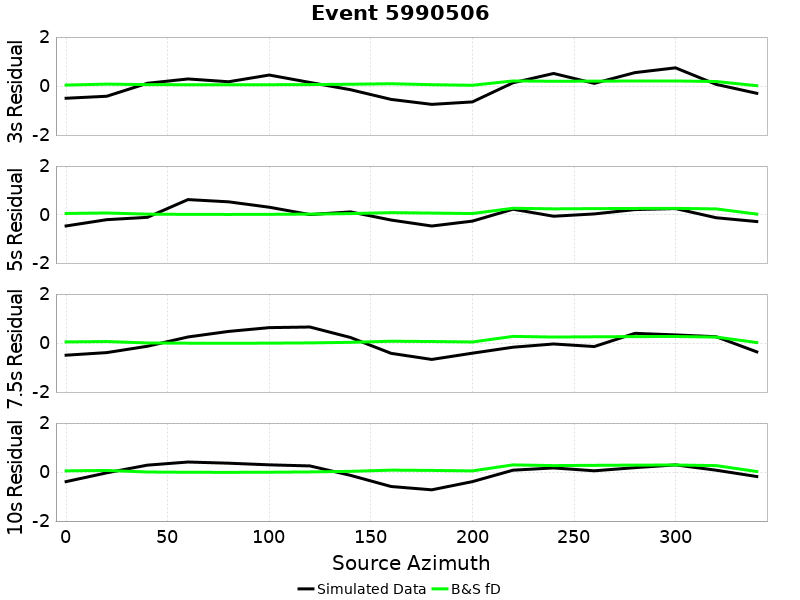 Event 5990506
3s Residual
2
0
-2
5s Residual
2
0
-2
7.5s Residual
2
0
-2
10s Residual
2
0
-2
0 50 100 150 200 250 300
Source Azimuth
Simulated Data B&S fD